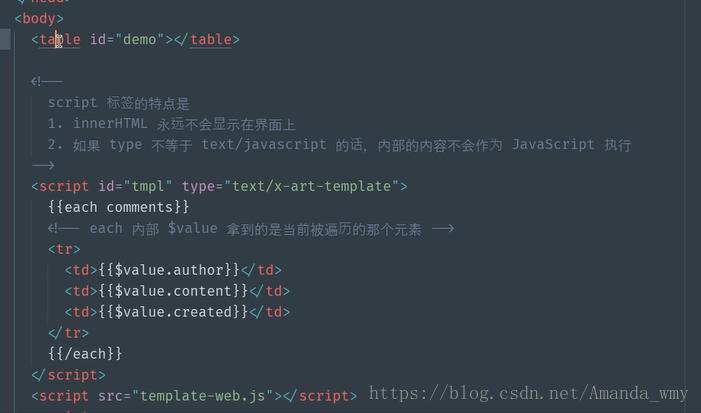 <body>
<table id="demo"></table>
<!--
script 标签的特点是
1. innerHTML 永远不会显示在界面上
2. 如果 type 不等于 text/javascript 的话，内部的内容不会作为 JavaScript 执行
-->
<script id="tmpl" type="text/x-art-template">
{{each comments}}
<!-- each 内部 $value 拿到的是当前被遍历的那个元素 -->
<tr>
<td>{{$value.author}}</td>
<td>{{$value.content}}</td>
<td>{{$value.created}}</td>
</tr>
{{/each}}
</script>
<script src="template-web.js"></script>
https://blog.csdn.net/Amanda_wmy